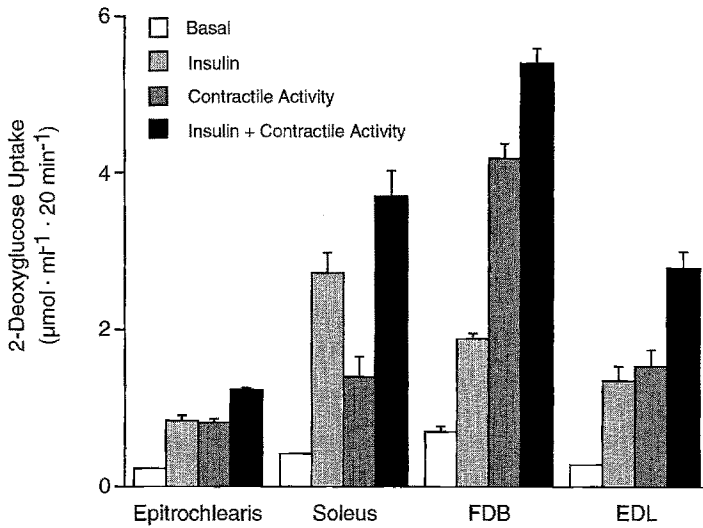 6
Basal
Insulin
Contractile Activity
Insulin + Contractile Activity
4
2
0
2-Deoxyglucose Uptake
(µmol · ml⁻¹ · 20 min⁻¹)
Epitrochlearis Soleus FDB EDL